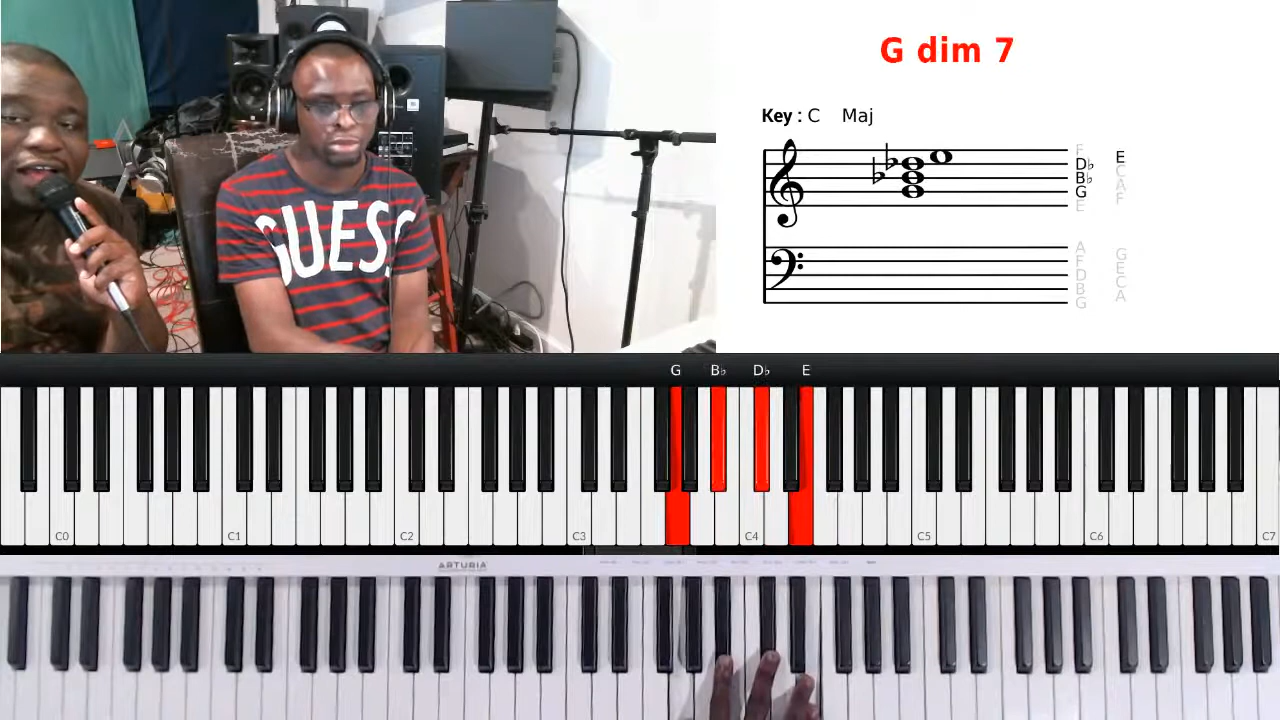 G dim 7
Key : C Maj
F
D♭ E
B♭ C
G A
E F
A
F G
D E
B C
G A
GUESS
G B♭ D♭ E
C0 C1 C2 C3 C4 C5 C6 C7
ARTURIA